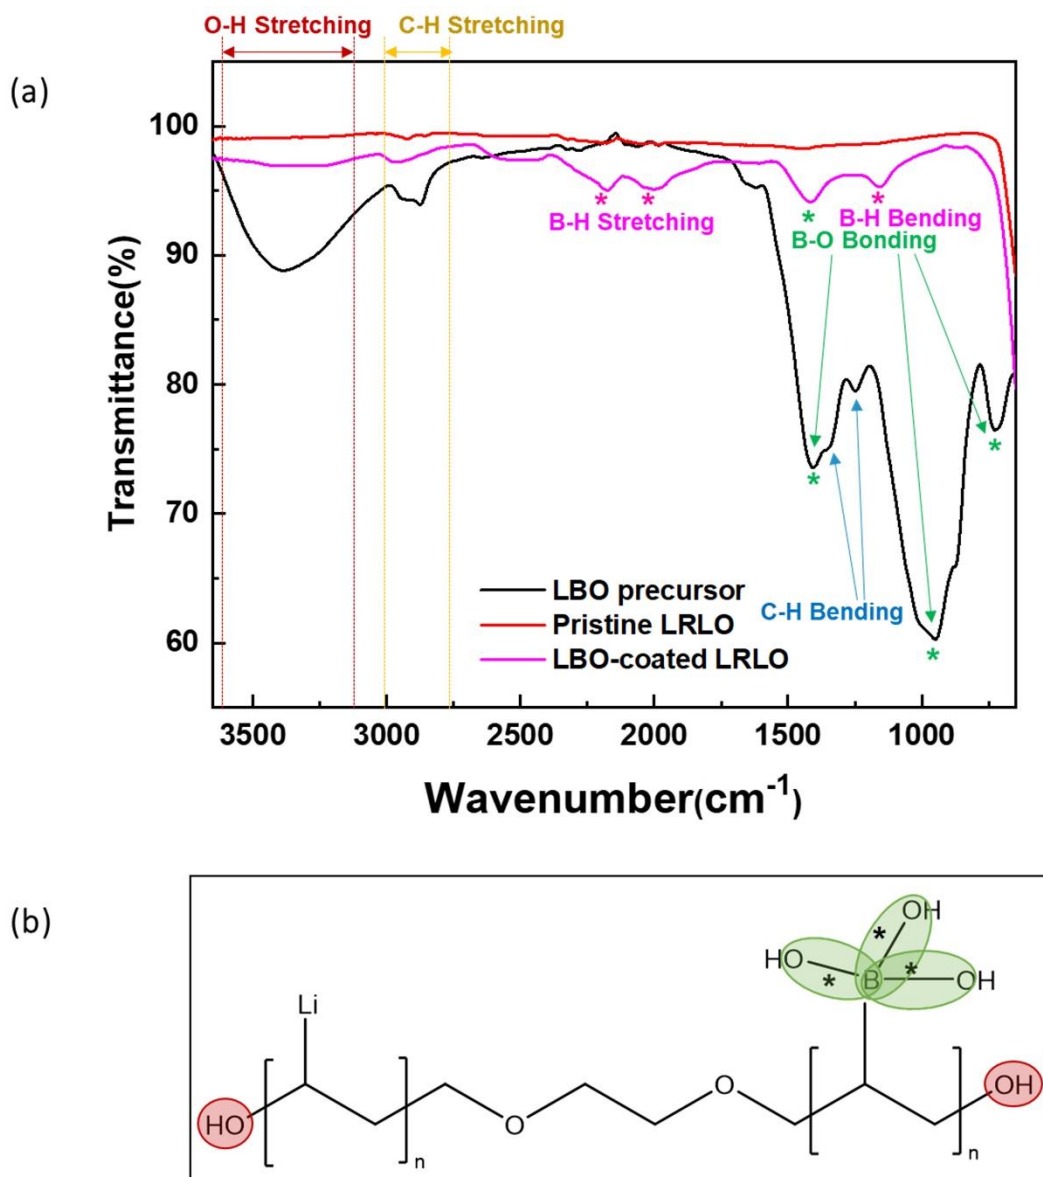 O-H Stretching C-H Stretching
(a)
100
90
80
70
60
Transmittance(%)
*
*
B-H Stretching
*
*
B-H Bending
B-O Bonding
*
*
*
C-H Bending
LBO precursor
Pristine LRLO
LBO-coated LRLO
3500 3000 2500 2000 1500 1000
Wavenumber(cm⁻¹)
(b)
OH
*
HO
*
B
*
OH
Li
HO
n
O
O
n
OH